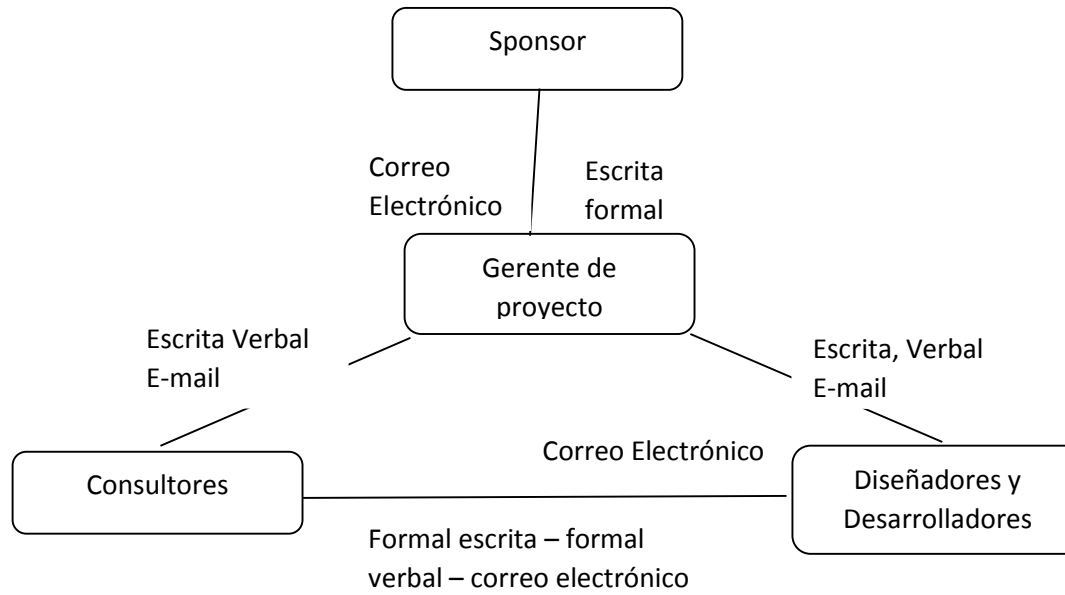 Sponsor
Correo
Electrónico
Escrita
formal
Gerente de
proyecto
Escrita Verbal
E-mail
Escrita, Verbal
E-mail
Correo Electrónico
Consultores
Diseñadores y
Desarrolladores
Formal escrita – formal
verbal – correo electrónico